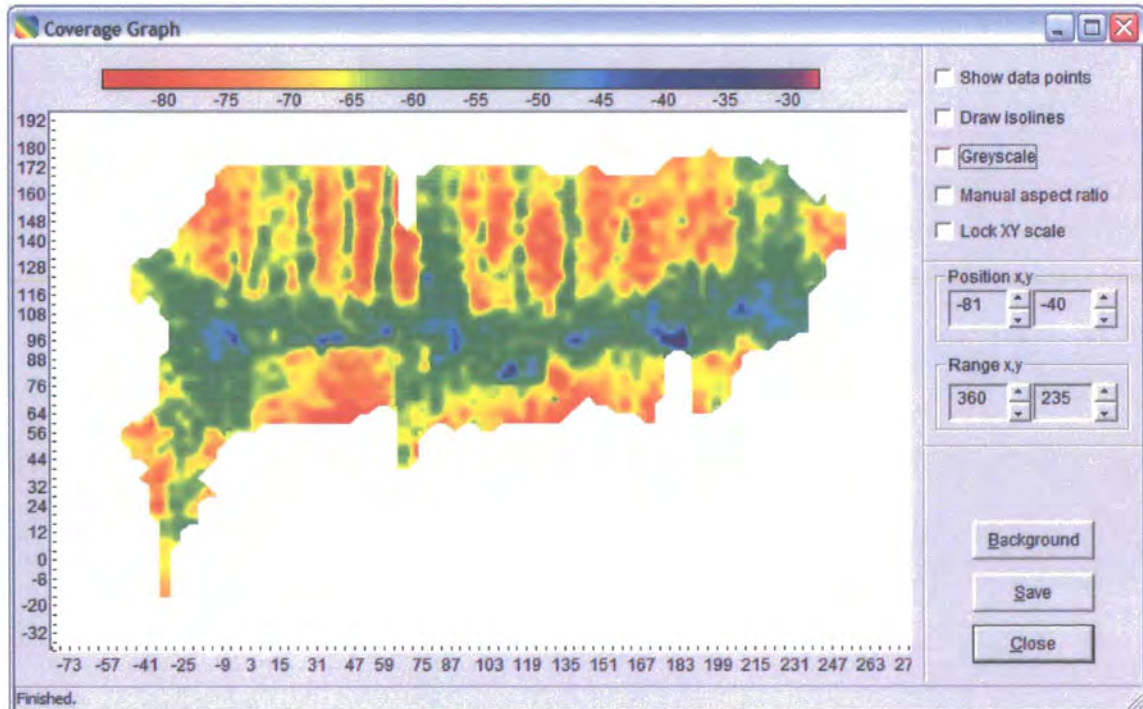 Coverage Graph
-80 -75 -70 -65 -60 -55 -50 -45 -40 -35 -30
192
180
172
160
148
140
128
116
108
96
88
76
64
56
44
32
24
12
0
-8
-20
-32
-73 -57 -41 -25 -9 3 15 31 47 59 75 87 103 119 135 151 167 183 199 215 231 247 263 27
Show data points
Draw isolines
Greyscale
Manual aspect ratio
Lock XY scale
Position x,y
-81 -40
Range x,y
360 235
Background
Save
Close
Finished.